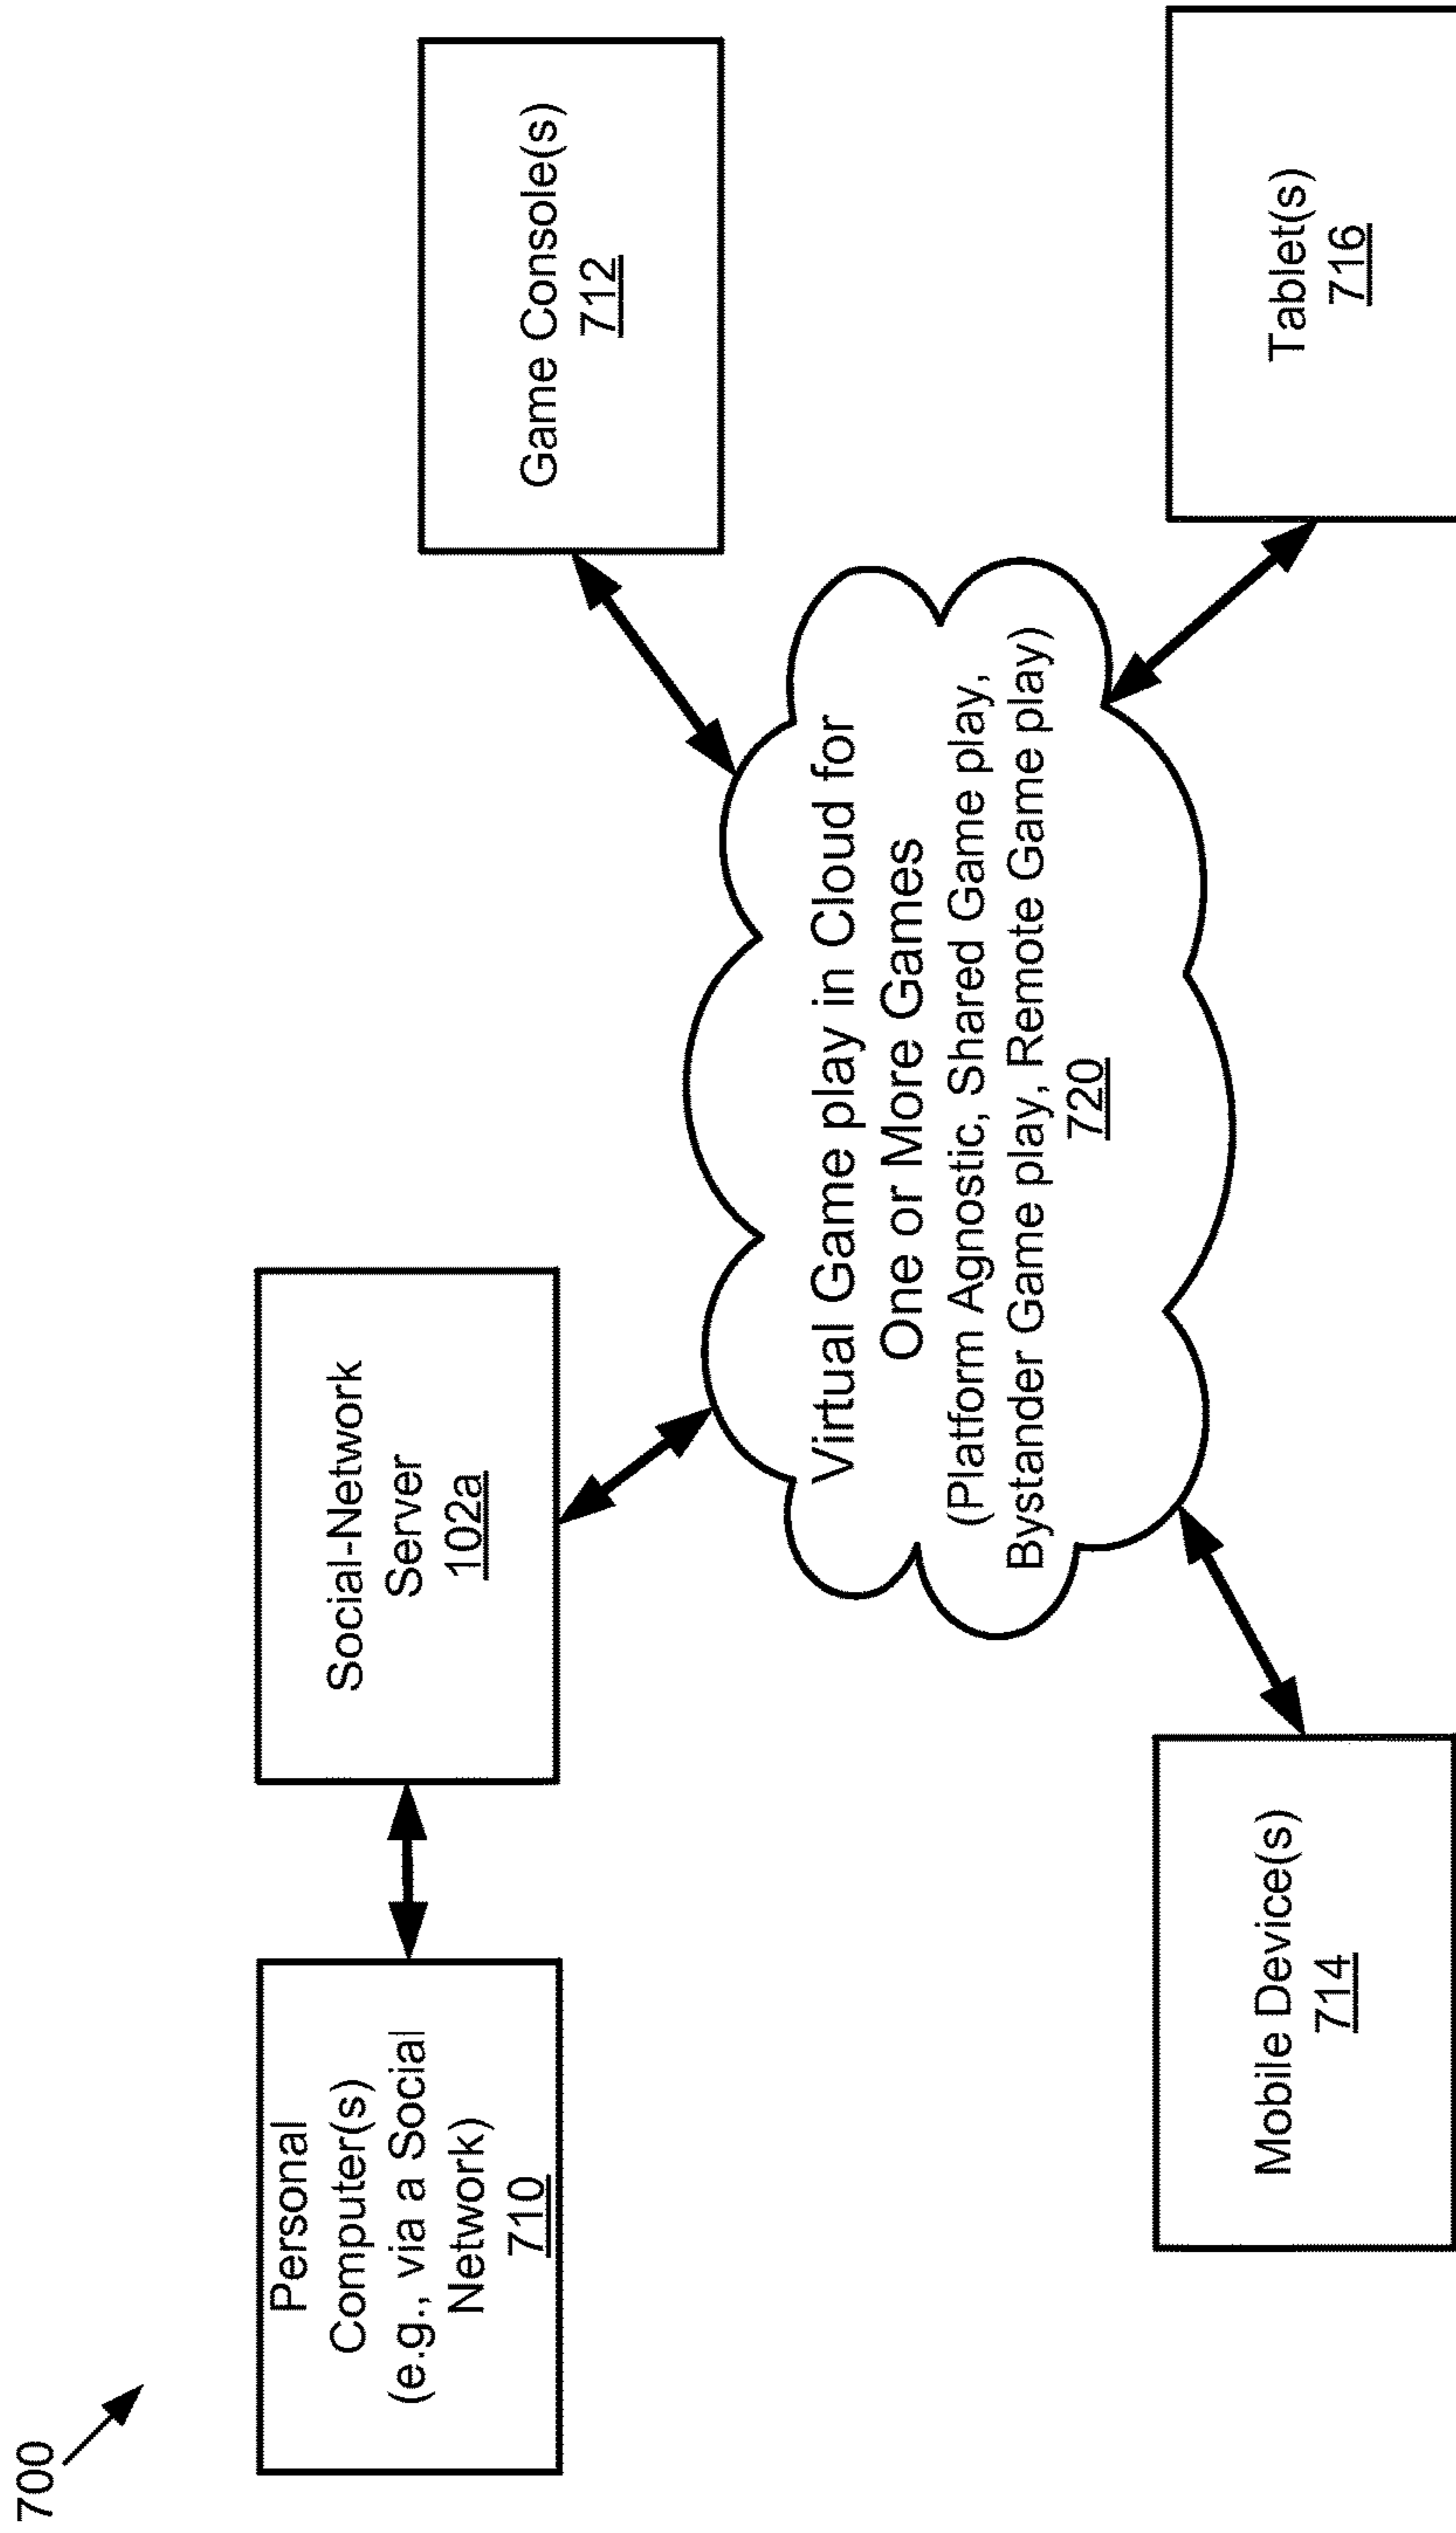 700
Personal
Computer(s)
(e.g., via a Social
Network)
710
Social-Network
Server
102a
Game Console(s)
712
Virtual Game play in Cloud for
One or More Games
(Platform Agnostic, Shared Game play,
Bystander Game play, Remote Game play)
720
Mobile Device(s)
714
Tablet(s)
716